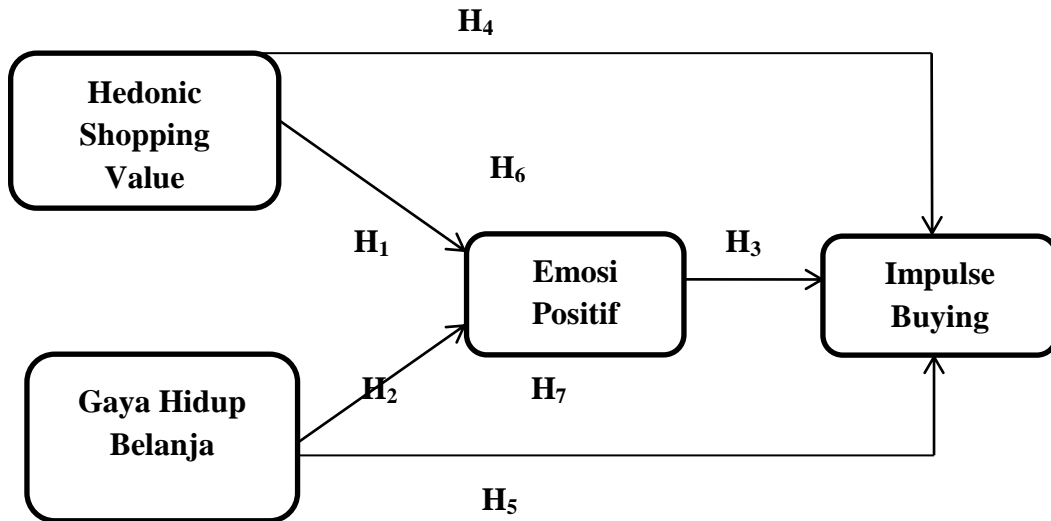 H₄
Hedonic
Shopping
Value
H₆
H₁
H₃
Emosi
Positif
Impulse
Buying
H₂
H₇
Gaya Hidup
Belanja
H₅